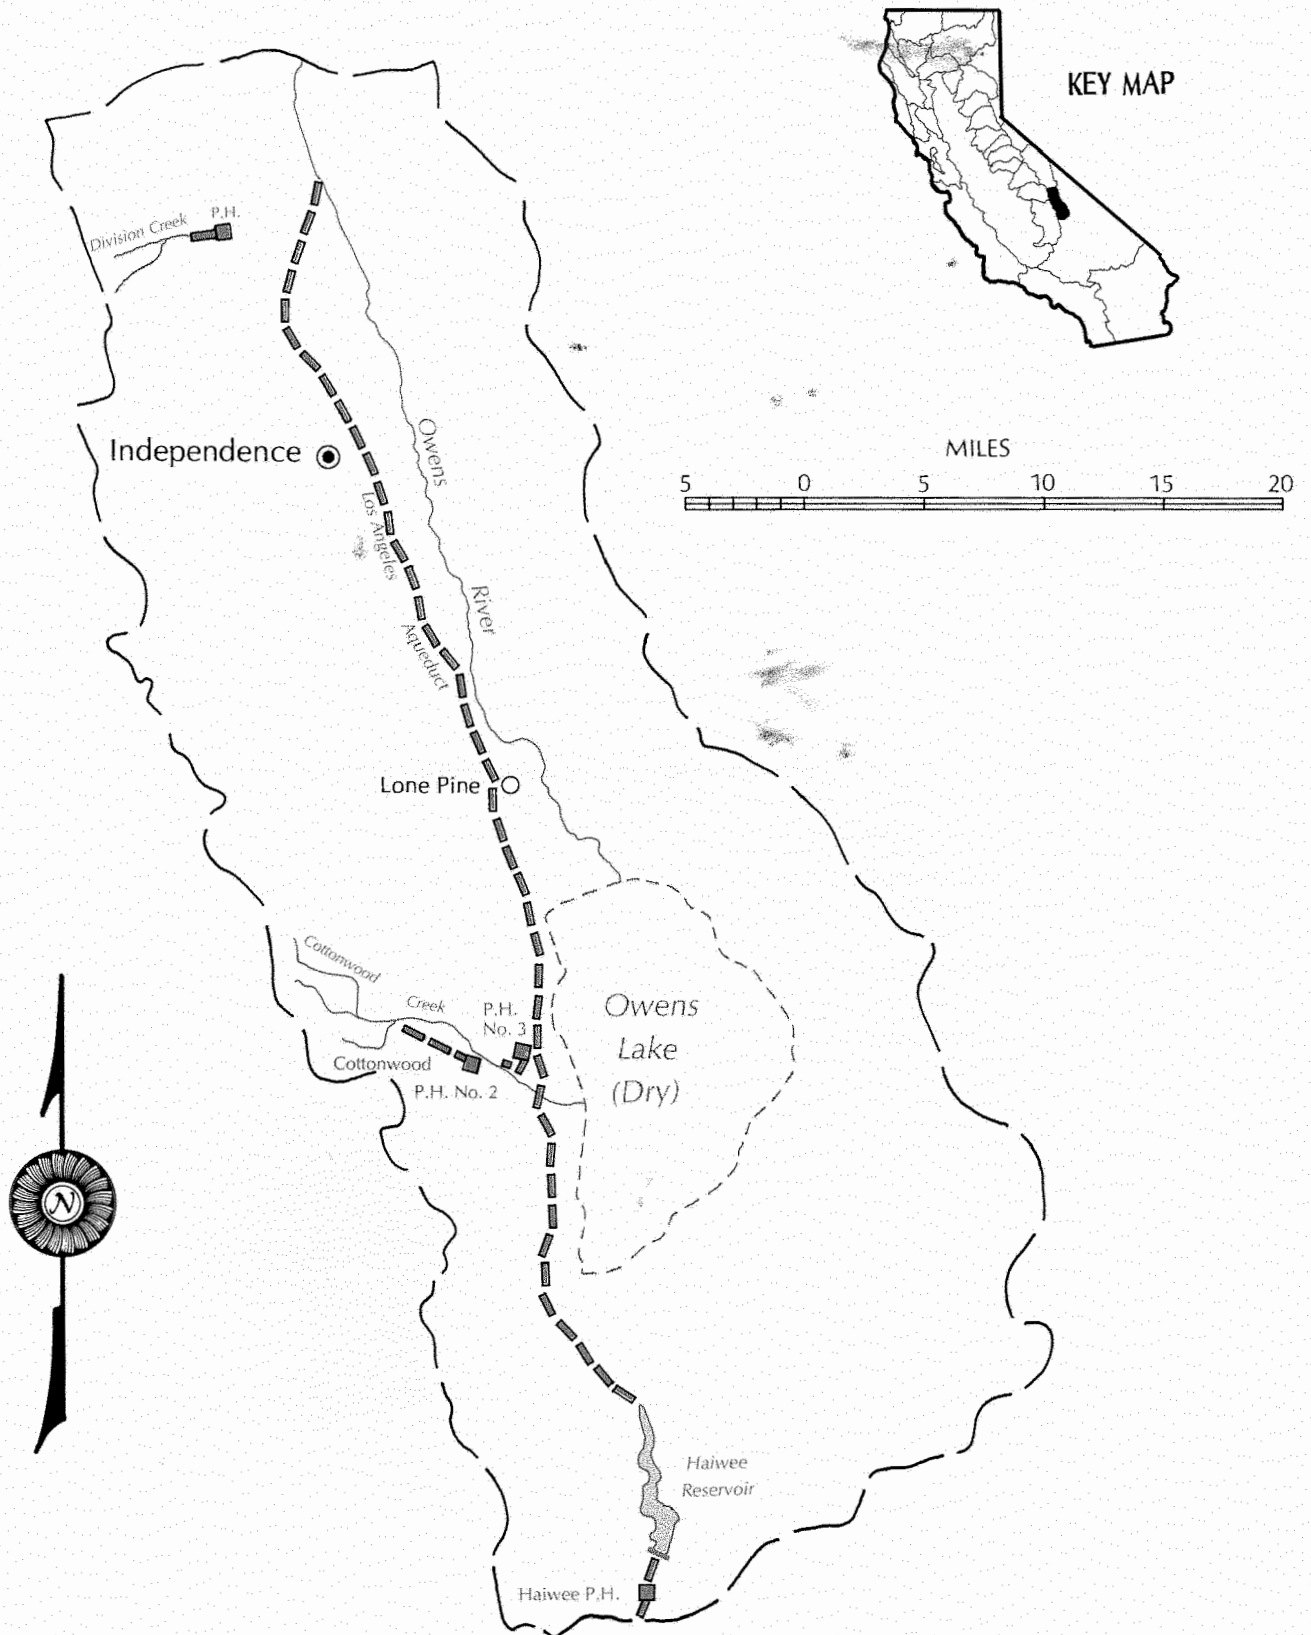 KEY MAP
Division Creek
P.H.
MILES
5 0 5 10 15 20
Independence
Owens
River
Los Angeles
Aqueduct
Lone Pine
Cottonwood
Creek
P.H.
No. 3
Cottonwood
P.H. No. 2
Owens
Lake
(Dry)
N
Haiwee
Reservoir
Haiwee P.H.